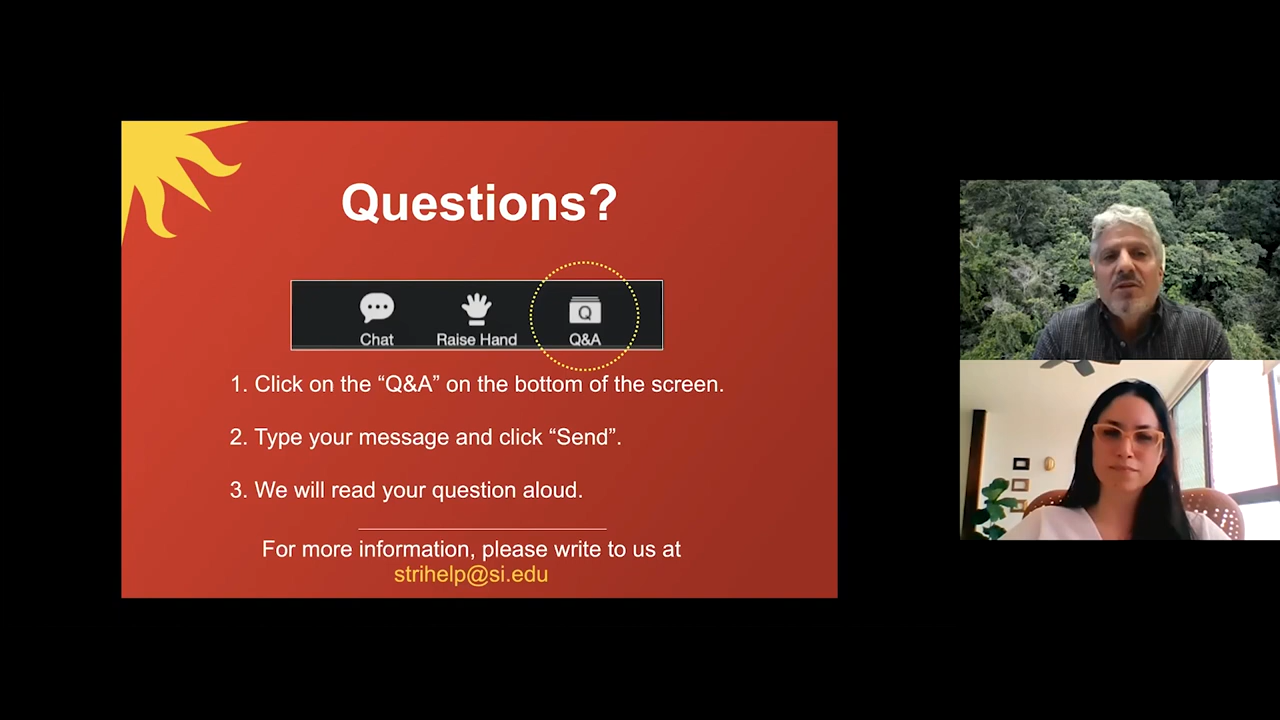 Questions?
Chat
Raise Hand
Q
Q&A
1. Click on the “Q&A” on the bottom of the screen.
2. Type your message and click “Send”.
3. We will read your question aloud.
For more information, please write to us at
strihelp@si.edu